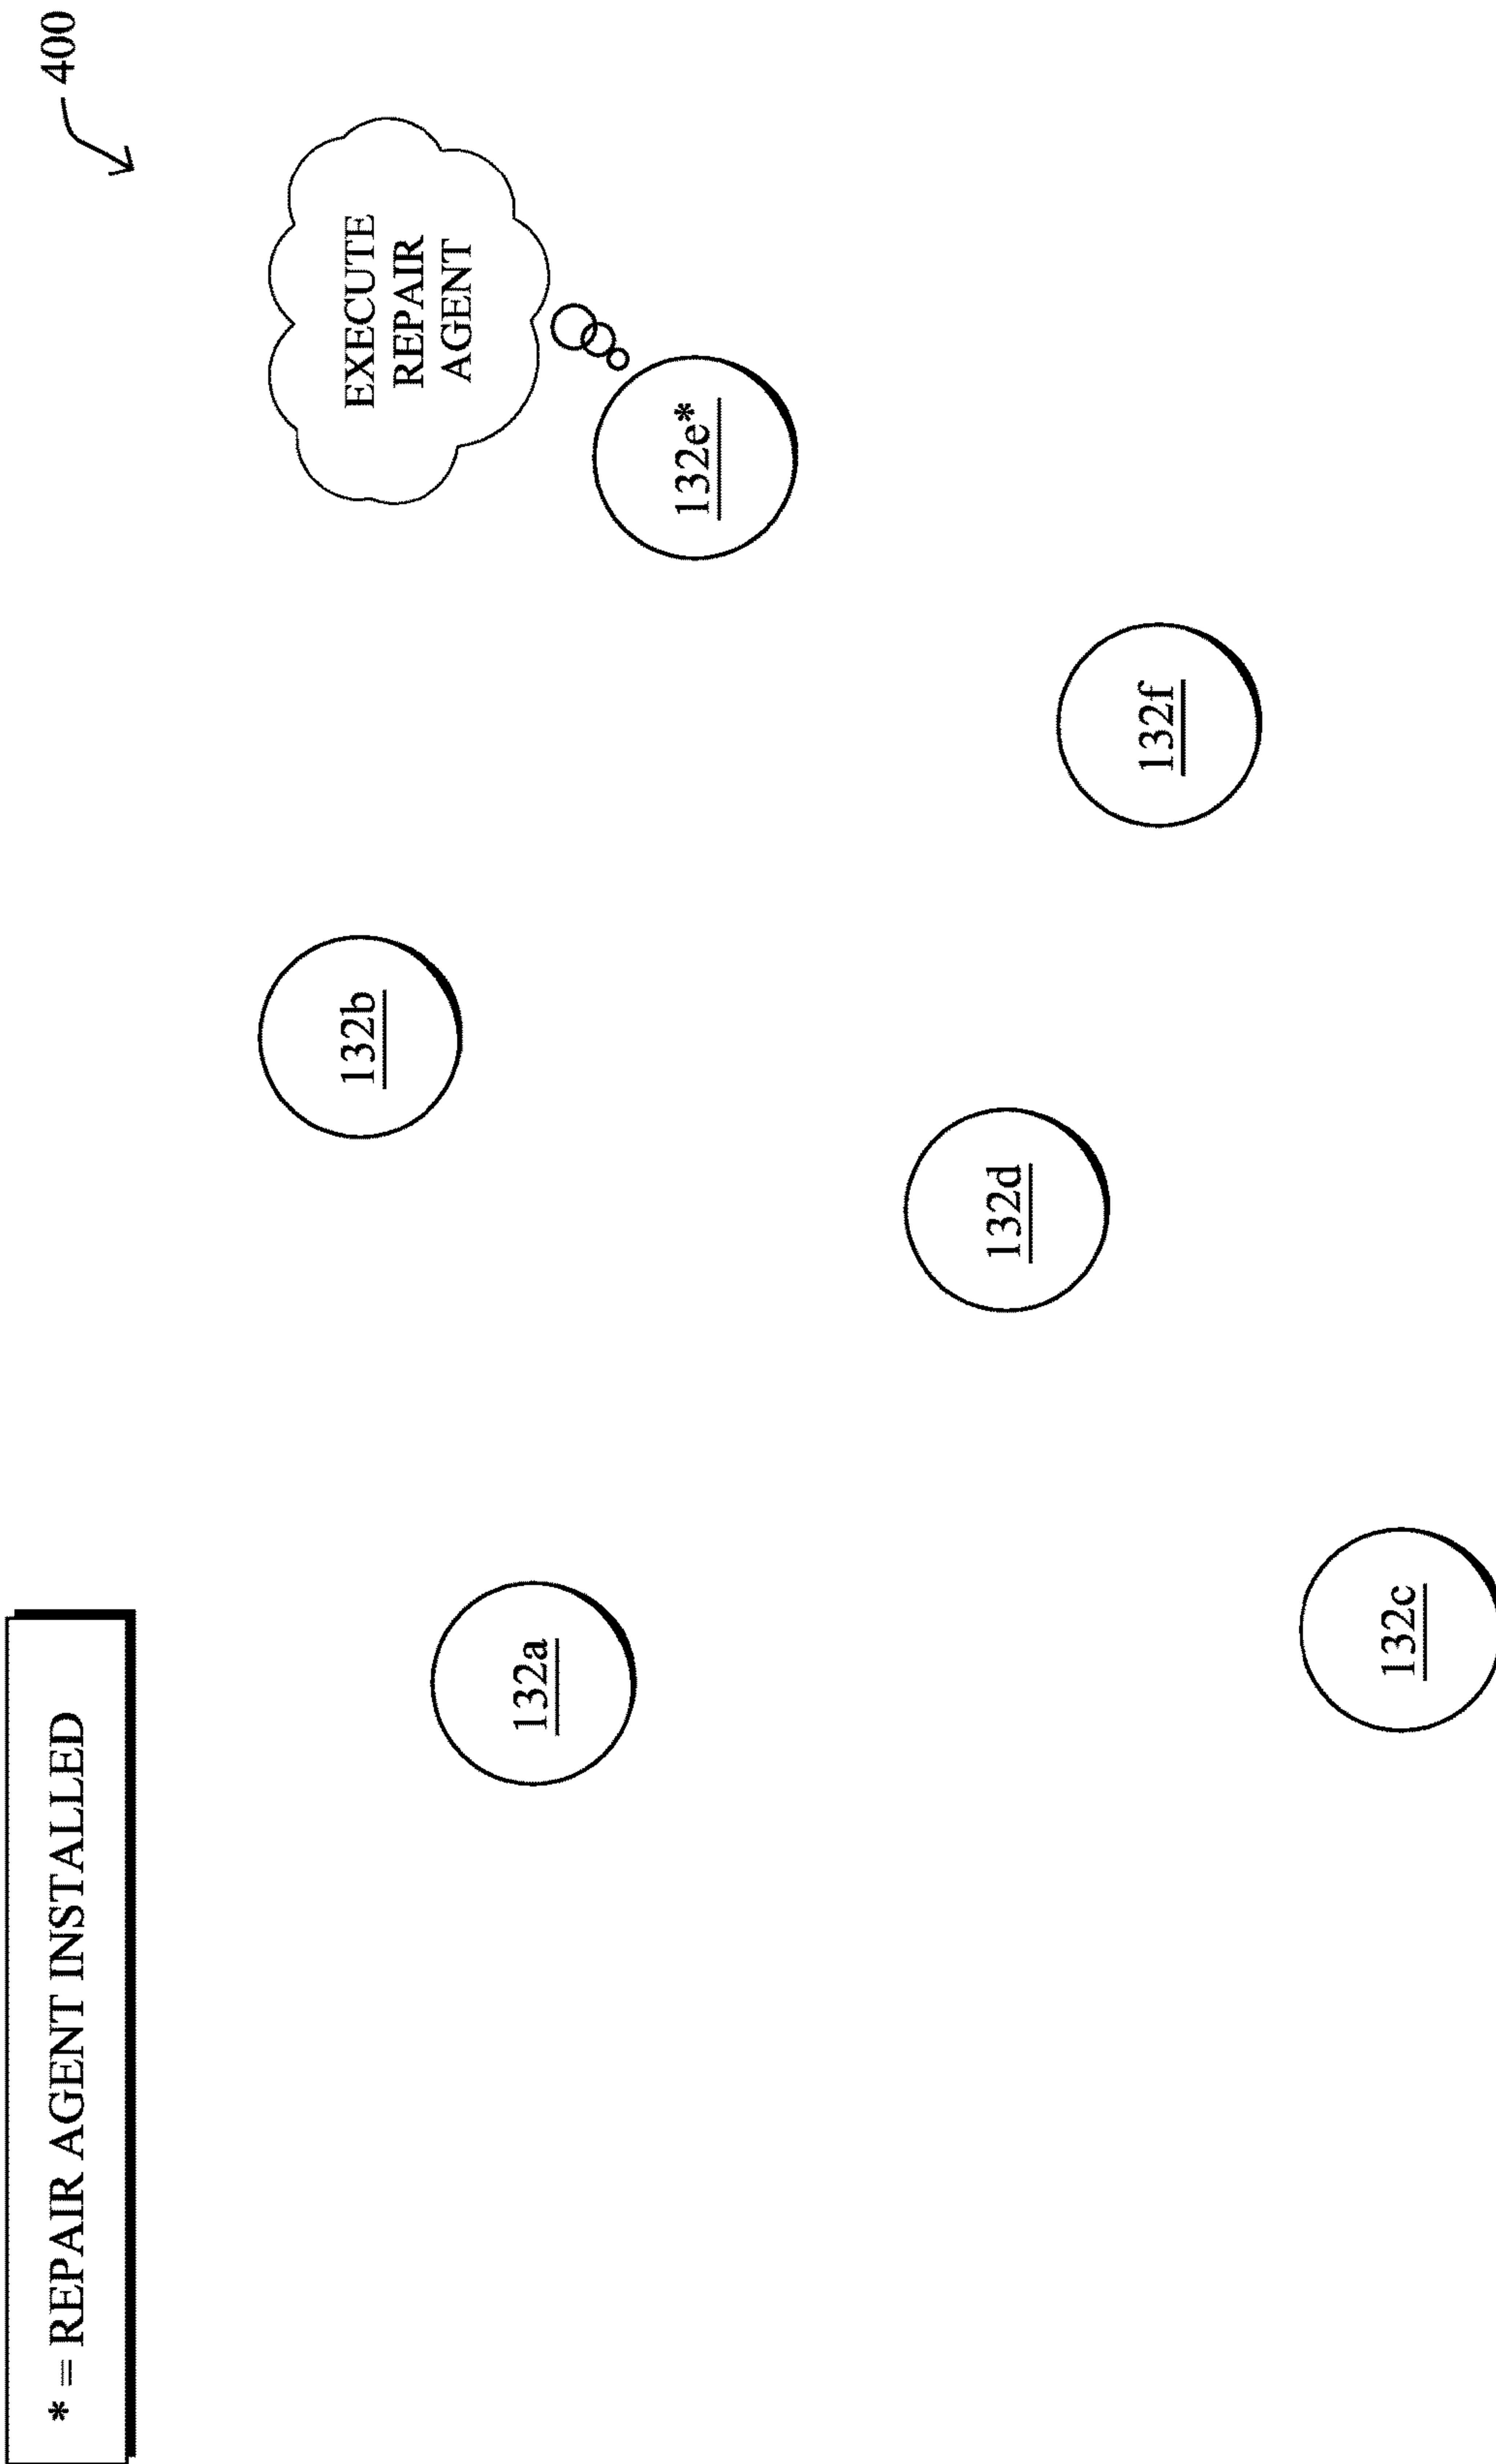 * = REPAIR AGENT INSTALLED
400
EXECUTE
REPAIR
AGENT
132b
132a
132e*
132d
132f
132c